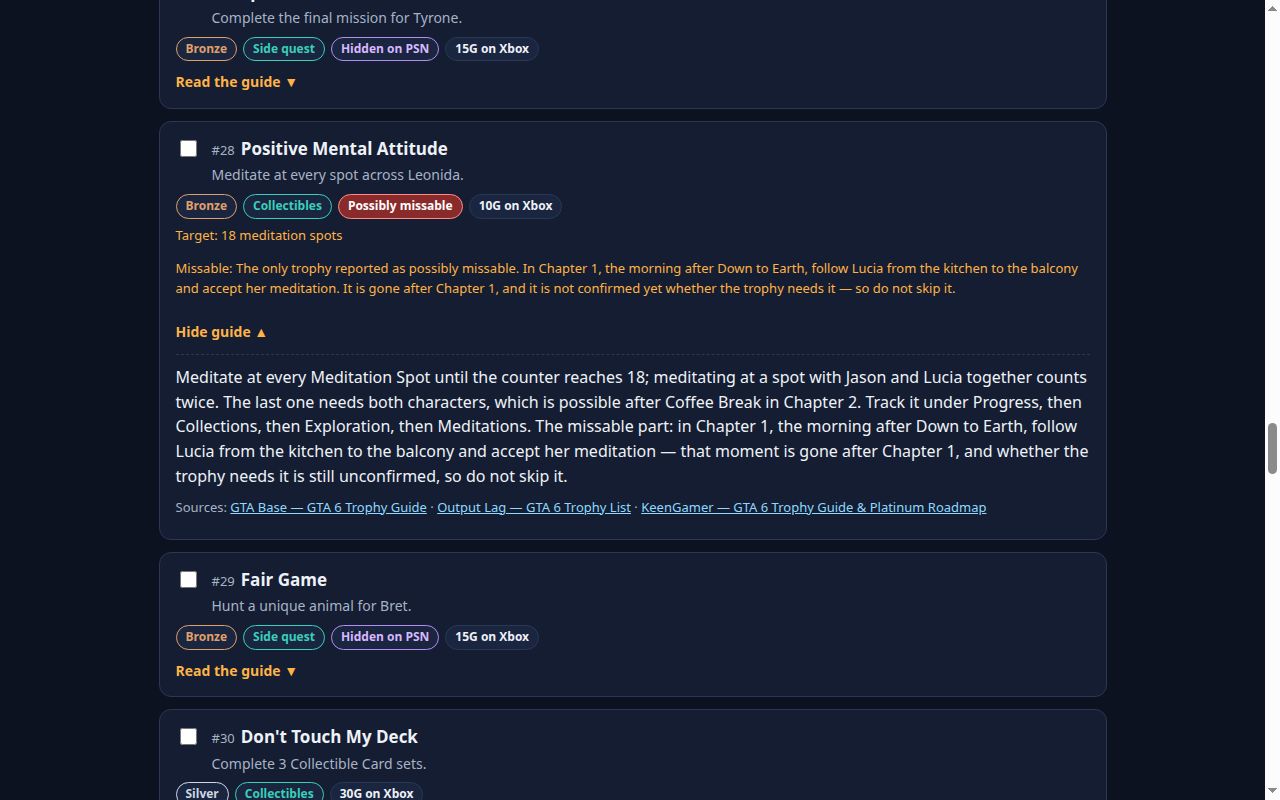 Complete the final mission for Tyrone.
Bronze Side quest Hidden on PSN 15G on Xbox
Read the guide ▼
#28 Positive Mental Attitude
Meditate at every spot across Leonida.
Bronze Collectibles Possibly missable 10G on Xbox
Target: 18 meditation spots
Missable: The only trophy reported as possibly missable. In Chapter 1, the morning after Down to Earth, follow Lucia from the kitchen to the balcony
and accept her meditation. It is gone after Chapter 1, and it is not confirmed yet whether the trophy needs it — so do not skip it.
Hide guide ▲
Meditate at every Meditation Spot until the counter reaches 18; meditating at a spot with Jason and Lucia together counts
twice. The last one needs both characters, which is possible after Coffee Break in Chapter 2. Track it under Progress, then
Collections, then Exploration, then Meditations. The missable part: in Chapter 1, the morning after Down to Earth, follow
Lucia from the kitchen to the balcony and accept her meditation — that moment is gone after Chapter 1, and whether the
trophy needs it is still unconfirmed, so do not skip it.
Sources: GTA Base — GTA 6 Trophy Guide · Output Lag — GTA 6 Trophy List · KeenGamer — GTA 6 Trophy Guide & Platinum Roadmap
#29 Fair Game
Hunt a unique animal for Bret.
Bronze Side quest Hidden on PSN 15G on Xbox
Read the guide ▼
#30 Don't Touch My Deck
Complete 3 Collectible Card sets.
Silver Collectibles 30G on Xbox